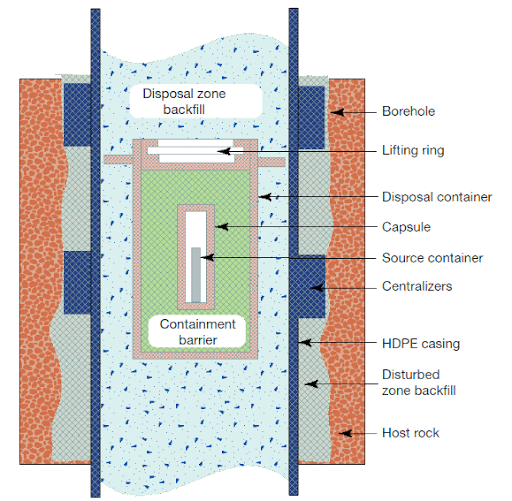 Disposal zone
backfill
Borehole
Lifting ring
Disposal container
Capsule
Source container
Centralizers
Containment
barrier
HDPE casing
Disturbed
zone backfill
Host rock